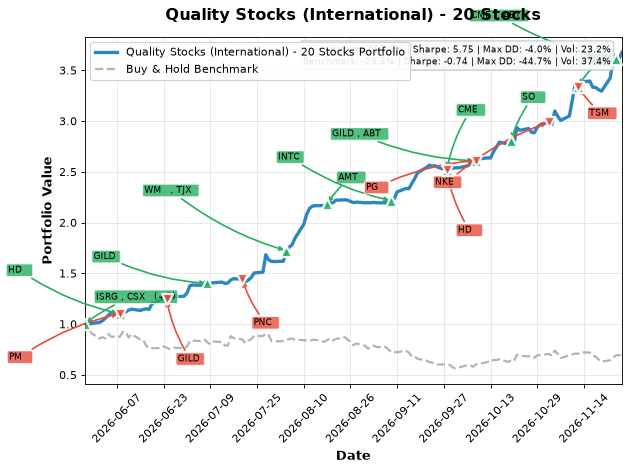 Quality Stocks (International) - 20 Stocks
Quality Stocks (International) - 20 Stocks Portfolio
Buy & Hold Benchmark
Sharpe: 5.75 | Max DD: -4.0% | Vol: 23.2%
Benchmark: -29.3% | Sharpe: -0.74 | Max DD: -44.7% | Vol: 37.4%
Portfolio Value
3.5
3.0
2.5
2.0
1.5
1.0
0.5
CME
SO
TSM
GILD , ABT
INTC
AMT
PG
NKE
HD
WM , TJX
GILD
HD
ISRG , CSX
PM
GILD
PNC
2026-06-07
2026-06-23
2026-07-09
2026-07-25
2026-08-10
2026-08-26
2026-09-11
2026-09-27
2026-10-13
2026-10-29
2026-11-14
Date